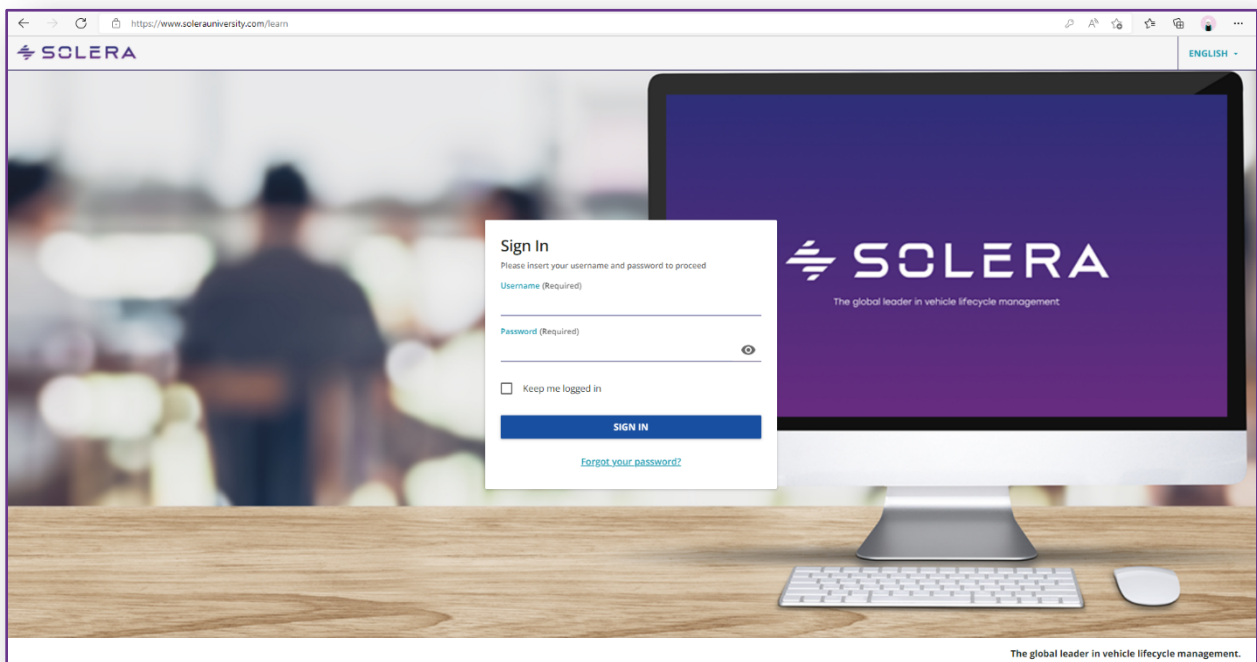 https://www.solerauniversity.com/learn
SOLERA
ENGLISH
Sign In
Please insert your username and password to proceed
Username (Required)
Password (Required)
Keep me logged in
SIGN IN
Forgot your password?
SOLERA
The global leader in vehicle lifecycle management
The global leader in vehicle lifecycle management.